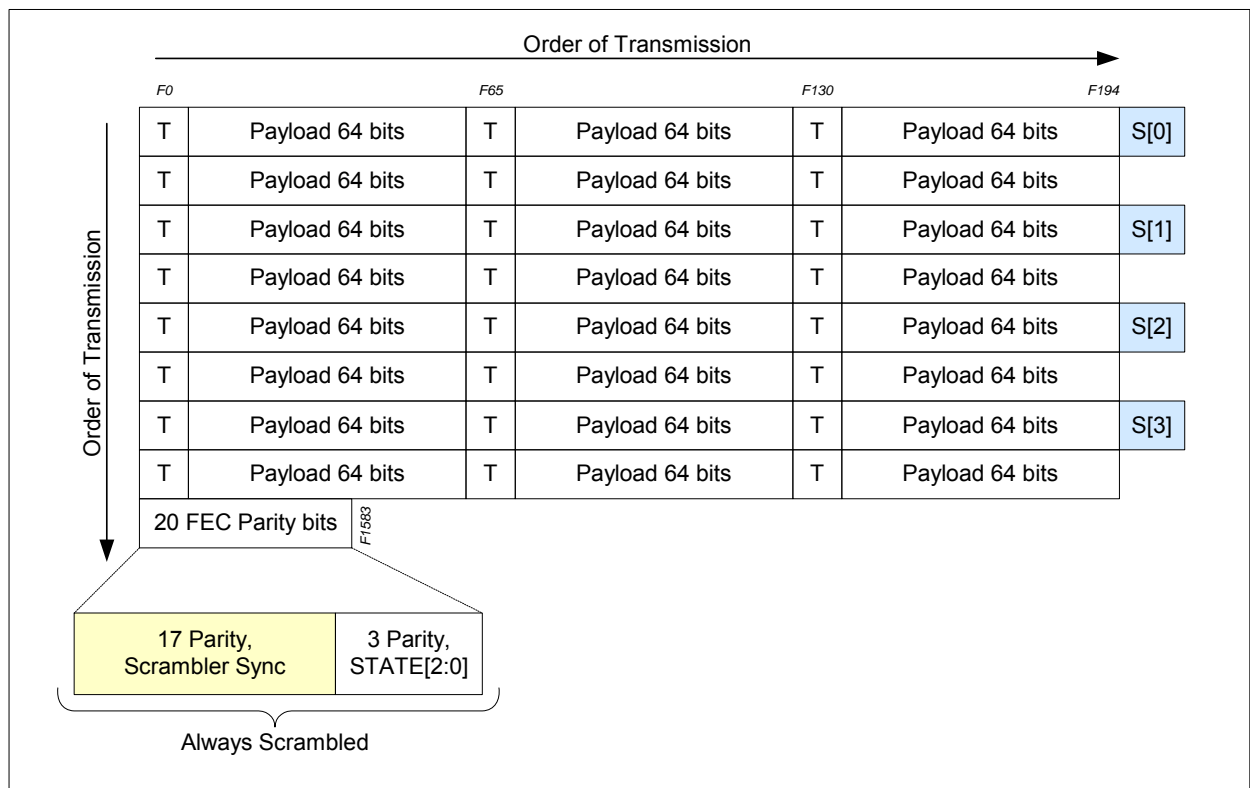 Order of Transmission
F0 F65 F130 F194
T Payload 64 bits T Payload 64 bits T Payload 64 bits S[0]
T Payload 64 bits T Payload 64 bits T Payload 64 bits
T Payload 64 bits T Payload 64 bits T Payload 64 bits S[1]
T Payload 64 bits T Payload 64 bits T Payload 64 bits
T Payload 64 bits T Payload 64 bits T Payload 64 bits S[2]
T Payload 64 bits T Payload 64 bits T Payload 64 bits
T Payload 64 bits T Payload 64 bits T Payload 64 bits S[3]
T Payload 64 bits T Payload 64 bits T Payload 64 bits
Order of Transmission
20 FEC Parity bits F1583
17 Parity, 3 Parity,
Scrambler Sync STATE[2:0]
Always Scrambled